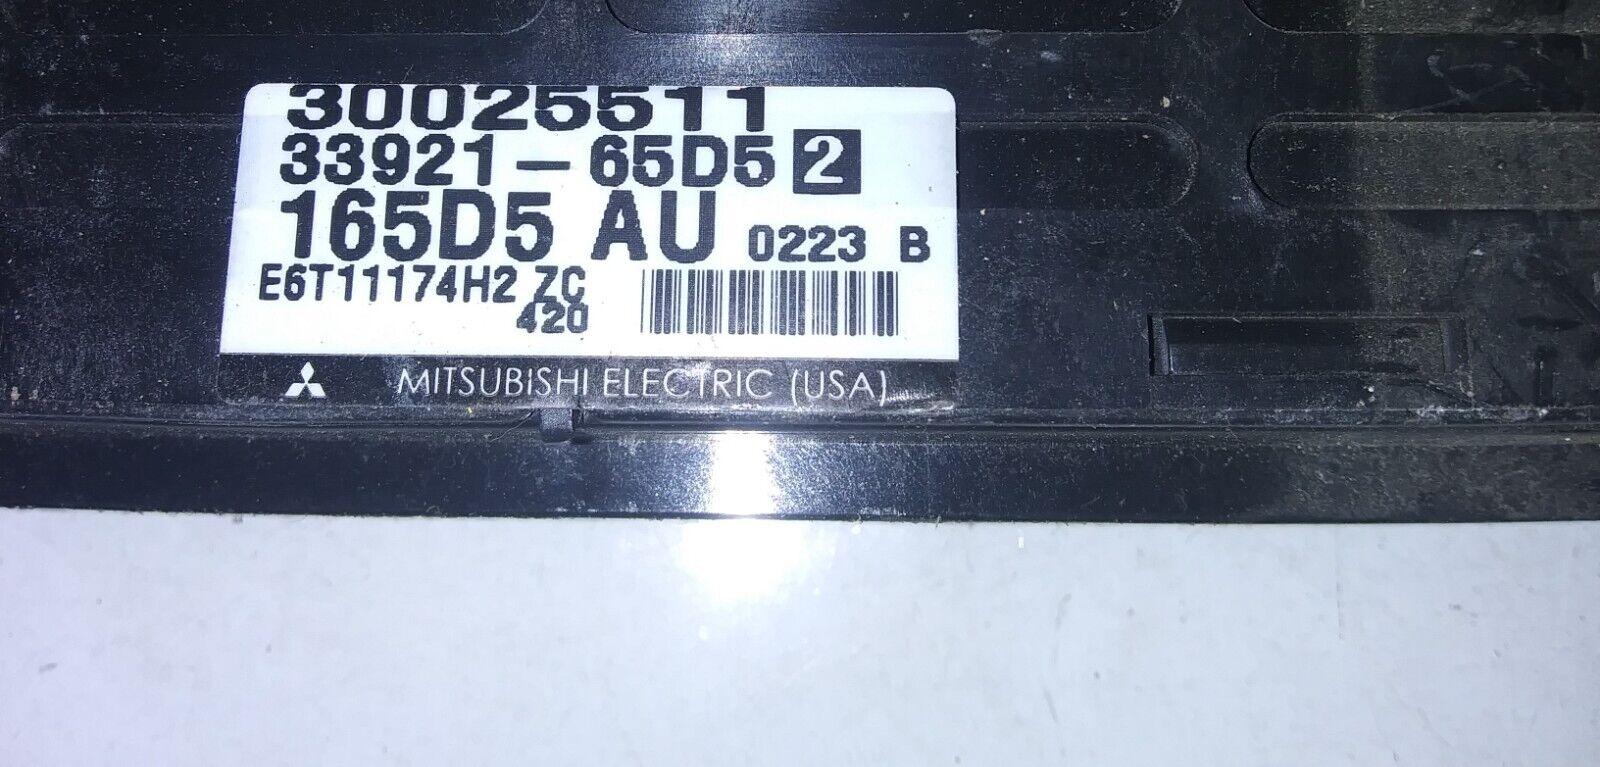 30025511
33921-65D5 2
165D5 AU 0223 B
E6T11174H2 ZC
420
MITSUBISHI ELECTRIC (USA)